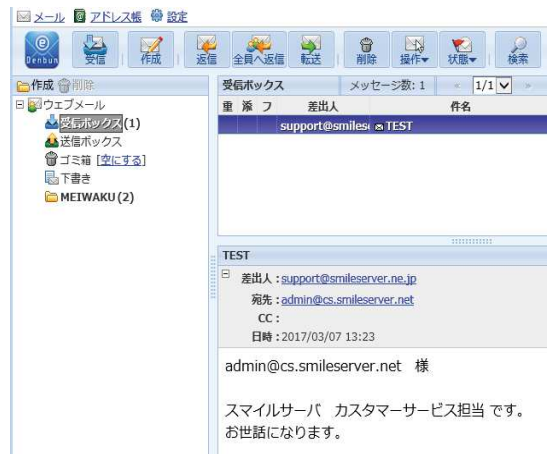 メール アドレス帳 設定
Denbun 受信 作成 返信 全員へ返信 転送 削除 操作▼ 状態▼ 検索
作成 削除
受信ボックス メッセージ数: 1 « 1/1 »
ウェブメール
重 添 フ 差出人 件名
受信ボックス (1)
support@smiles TEST
送信ボックス
ゴミ箱 [空にする]
下書き
MEIWAKU (2)
TEST
差出人 : support@smileserver.ne.jp
宛先 : admin@cs.smileserver.net
CC :
日時 : 2017/03/07 13:23
admin@cs.smileserver.net 様
スマイルサーバ カスタマーサービス担当 です。
お世話になります。